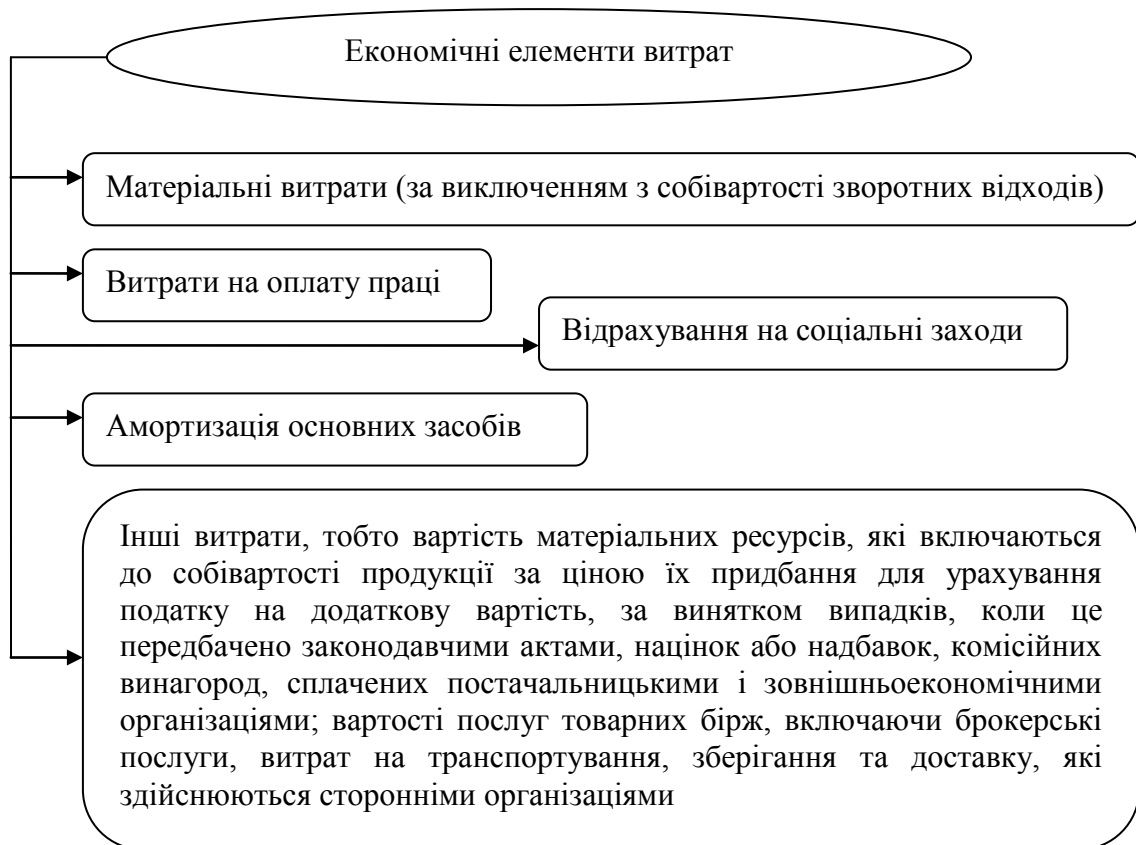 Економічні елементи витрат
Матеріальні витрати (за виключенням з собівартості зворотних відходів)
Витрати на оплату праці
Відрахування на соціальні заходи
Амортизація основних засобів
Інші витрати, тобто вартість матеріальних ресурсів, які включаються
до собівартості продукції за ціною їх придбання для урахування
податку на додаткову вартість, за винятком випадків, коли це
передбачено законодавчими актами, націнок або надбавок, комісійних
винагород, сплачених постачальницькими і зовнішньоекономічними
організаціями; вартості послуг товарних бірж, включаючи брокерські
послуги, витрат на транспортування, зберігання та доставку, які
здійснюються сторонніми організаціями